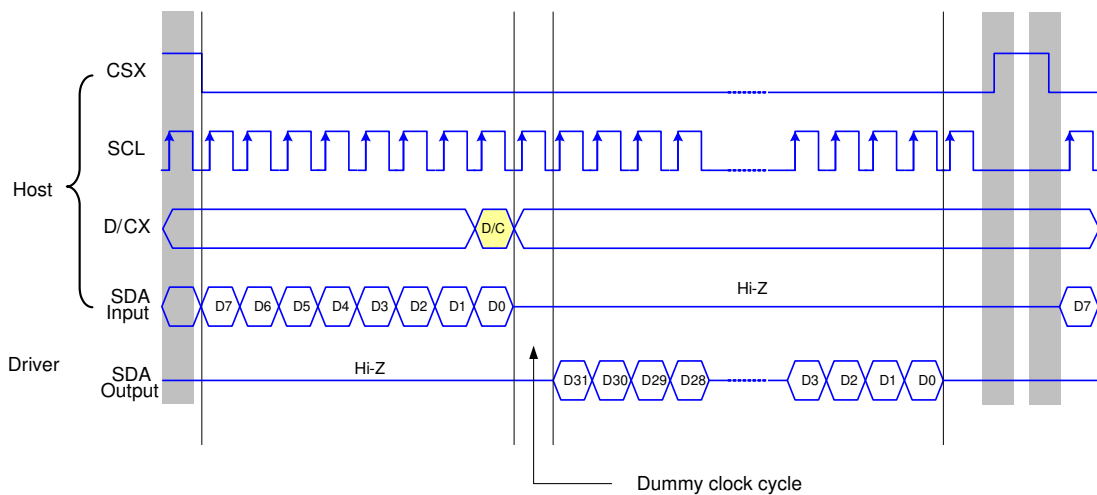 CSX
SCL
Host
D/CX
D/C
SDA
Input
D7 D6 D5 D4 D3 D2 D1 D0
Hi-Z
D7
Driver
SDA
Output
Hi-Z
D31 D30 D29 D28
D3 D2 D1 D0
Dummy clock cycle